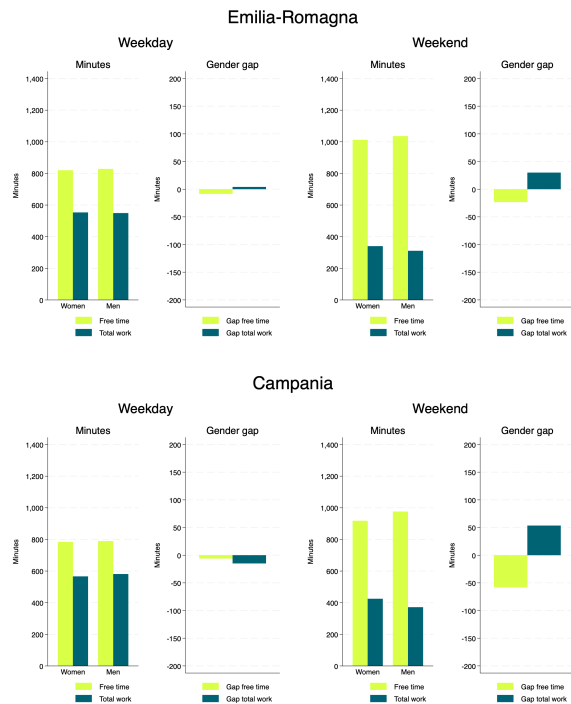 Emilia-Romagna
Weekday
Weekend
Minutes
Gender gap
Minutes
Gender gap
1,400
1,200
1,000
800
600
400
200
0
Minutes
Women
Men
200
150
100
50
0
-50
-100
-150
-200
Minutes
1,400
1,200
1,000
800
600
400
200
0
Minutes
Women
Men
200
150
100
50
0
-50
-100
-150
-200
Minutes
Free time
Total work
Gap free time
Gap total work
Free time
Total work
Gap free time
Gap total work
Campania
Weekday
Weekend
Minutes
Gender gap
Minutes
Gender gap
1,400
1,200
1,000
800
600
400
200
0
Minutes
Women
Men
200
150
100
50
0
-50
-100
-150
-200
Minutes
1,400
1,200
1,000
800
600
400
200
0
Minutes
Women
Men
200
150
100
50
0
-50
-100
-150
-200
Minutes
Free time
Total work
Gap free time
Gap total work
Free time
Total work
Gap free time
Gap total work